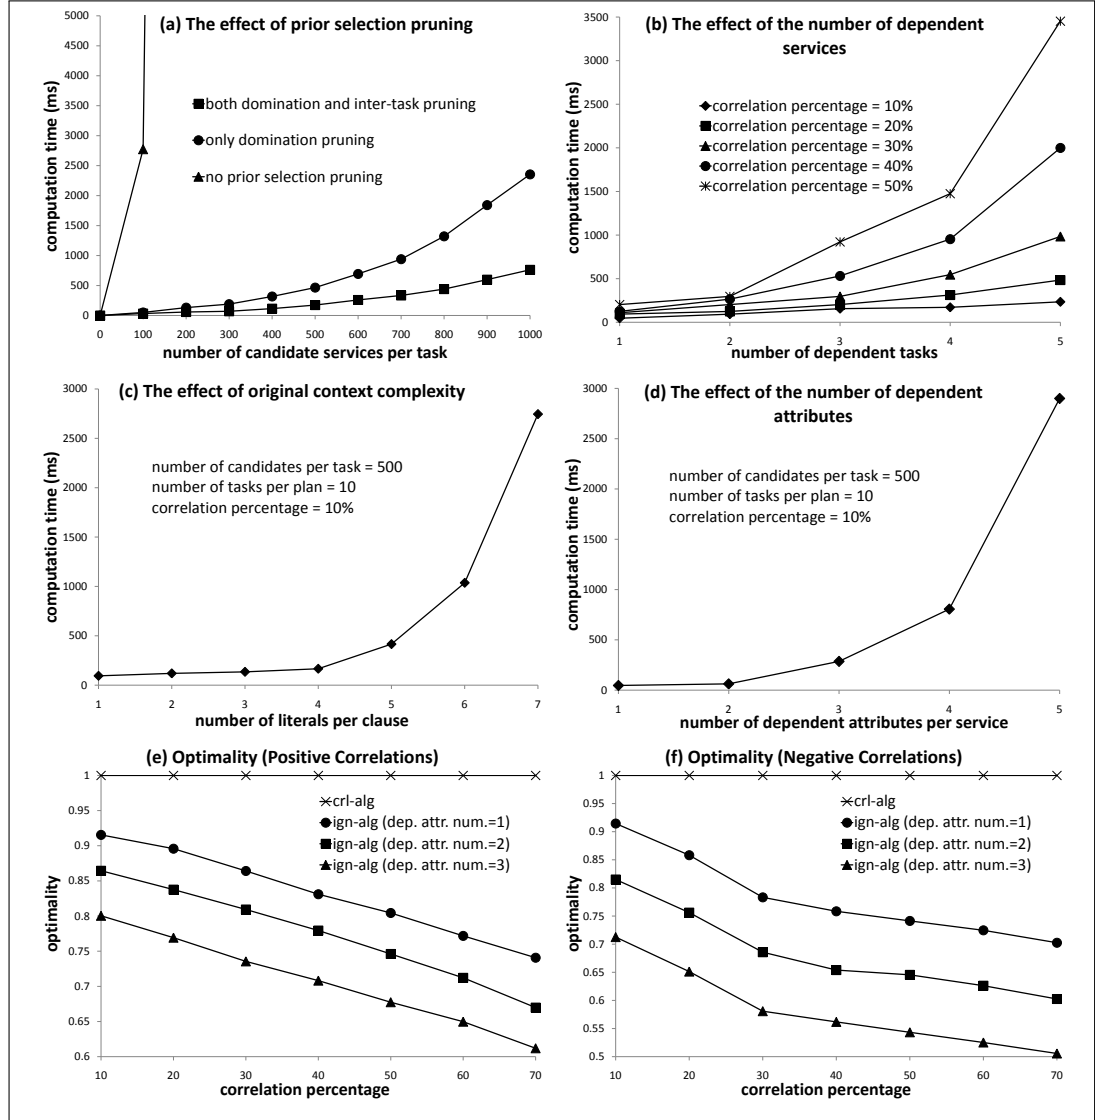 (a) The effect of prior selection pruning
computation time (ms)
5000
4500
4000
3500
3000
2500
2000
1500
1000
500
0
both domination and inter-task pruning
only domination pruning
no prior selection pruning
0 100 200 300 400 500 600 700 800 900 1000
number of candidate services per task
(b) The effect of the number of dependent
services
computation time (ms)
3500
3000
2500
2000
1500
1000
500
0
correlation percentage = 10%
correlation percentage = 20%
correlation percentage = 30%
correlation percentage = 40%
correlation percentage = 50%
1 2 3 4 5
number of dependent tasks
(c) The effect of original context complexity
computation time (ms)
3000
2500
2000
1500
1000
500
0
number of candidates per task = 500
number of tasks per plan = 10
correlation percentage = 10%
1 2 3 4 5 6 7
number of literals per clause
(d) The effect of the number of dependent
attributes
computation time (ms)
3000
2500
2000
1500
1000
500
0
number of candidates per task = 500
number of tasks per plan = 10
correlation percentage = 10%
1 2 3 4 5
number of dependent attributes per service
(e) Optimality (Positive Correlations)
optimality
1
0.95
0.9
0.85
0.8
0.75
0.7
0.65
0.6
crl-alg
ign-alg (dep. attr. num.=1)
ign-alg (dep. attr. num.=2)
ign-alg (dep. attr. num.=3)
10 20 30 40 50 60 70
correlation percentage
(f) Optimality (Negative Correlations)
optimality
1
0.95
0.9
0.85
0.8
0.75
0.7
0.65
0.6
0.55
0.5
crl-alg
ign-alg (dep. attr. num.=1)
ign-alg (dep. attr. num.=2)
ign-alg (dep. attr. num.=3)
10 20 30 40 50 60 70
correlation percentage